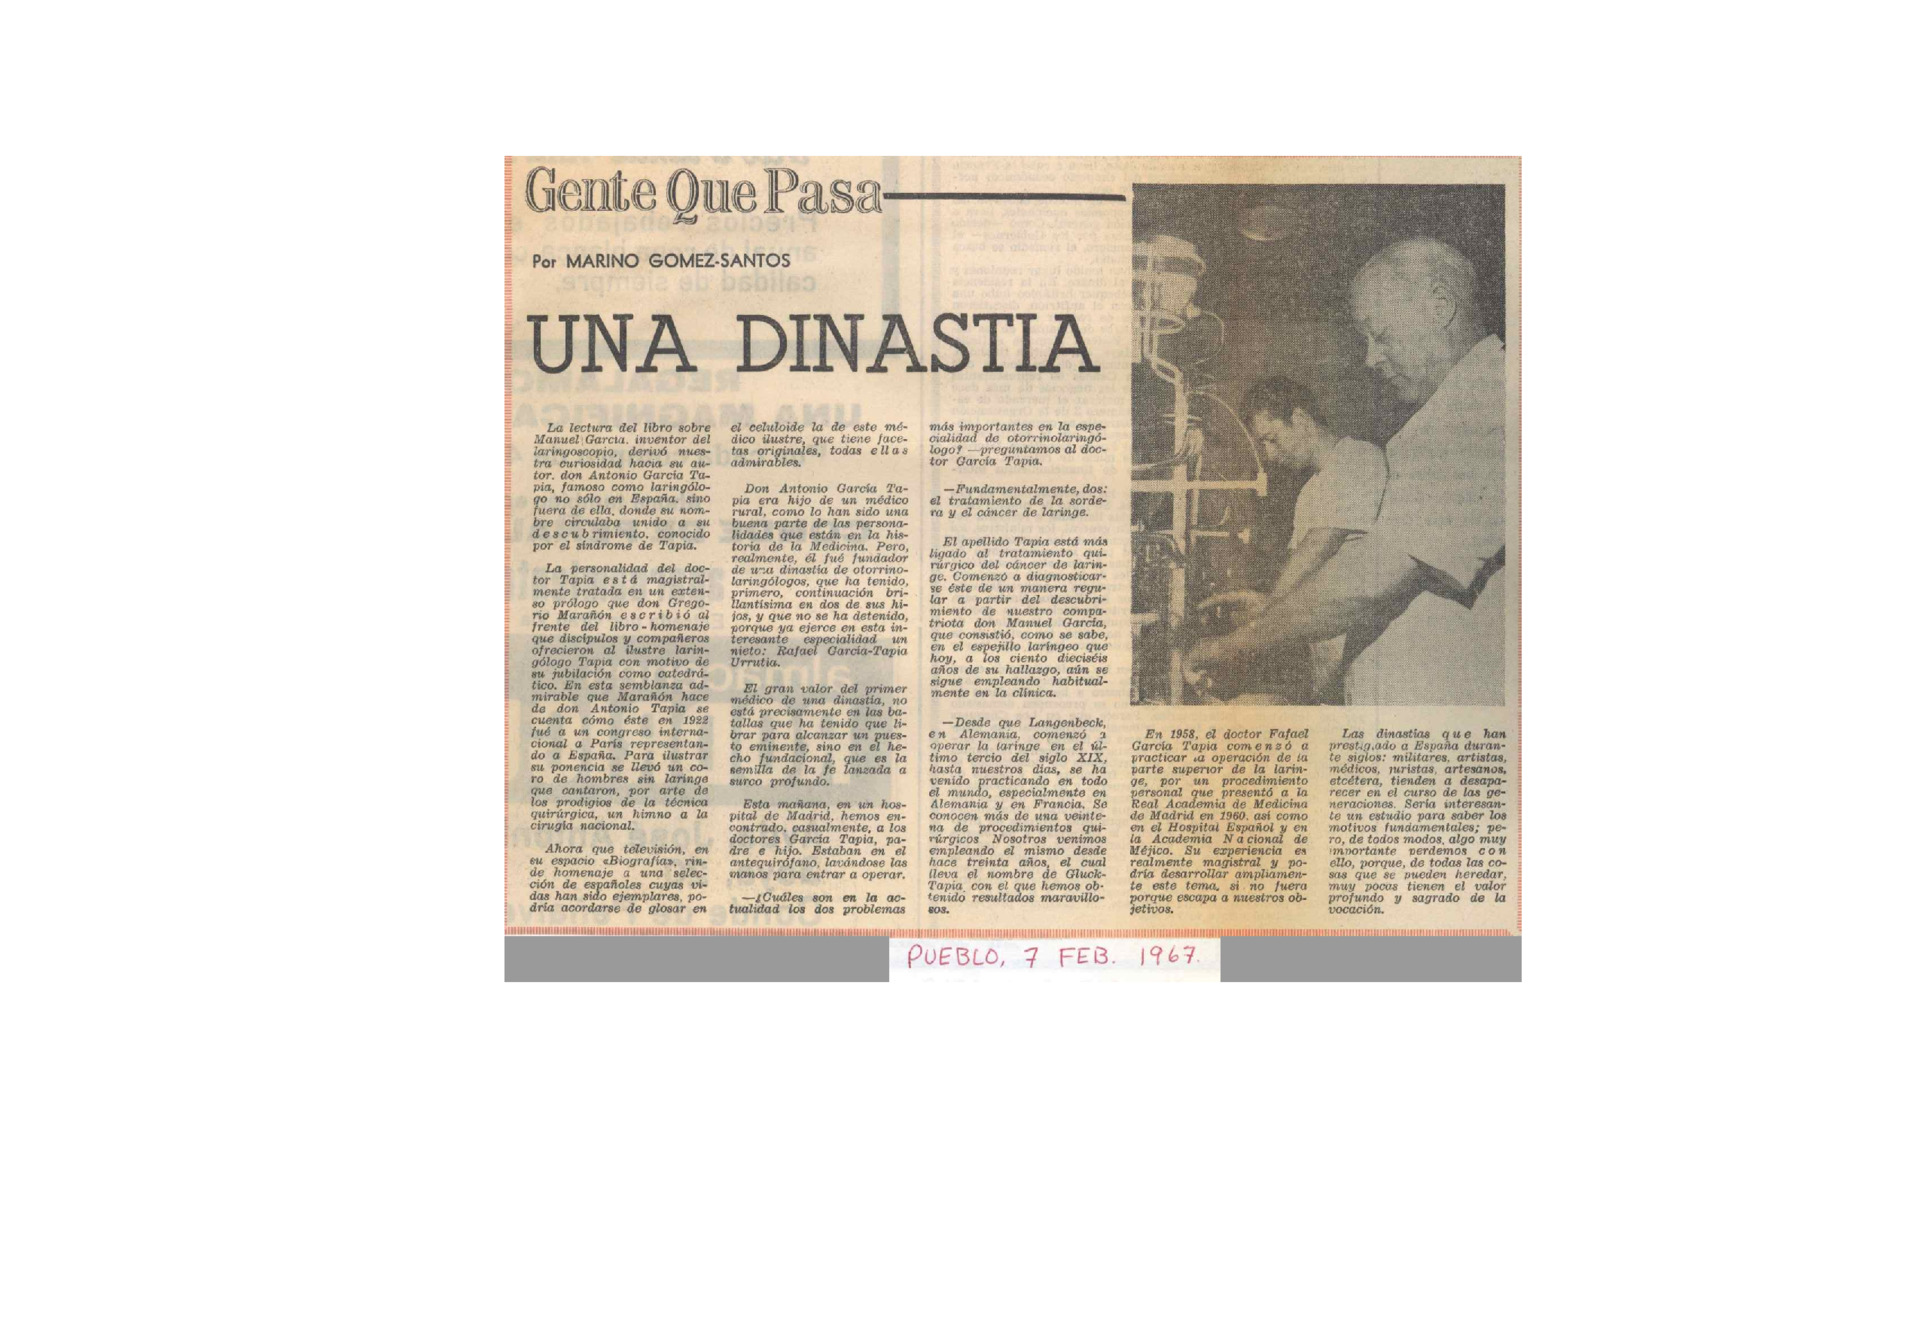 Gente Que Pasa
Por MARINO GOMEZ-SANTOS
UNA DINASTIA
La lectura del libro sobre
Manuel García, inventor del
laringoscopio, derivó nues-
tra curiosidad hacia su au-
tor, don Antonio García Ta-
pia, famoso como laringólo-
go no sólo en España, sino
fuera de ella, donde su nom-
bre circulaba unido a su
descubrimiento, conocido
por el síndrome de Tapia.
La personalidad del doc-
tor Tapia está magistral-
mente tratada en un exten-
so prólogo que don Grego-
rio Marañón escribió al
frente del libro-homenaje
que discípulos y compañeros
ofrecieron al ilustre larin-
gólogo Tapia con motivo de
su jubilación como catedrá-
tico. En esta semblanza ad-
mirable que Marañón hace
de don Antonio Tapia se
cuenta cómo éste en 1922
fué a un congreso interna-
cional a París representan-
do a España. Para ilustrar
su ponencia se llevó un co-
ro de hombres sin laringe
que cantaron, por arte de
los prodigios de la técnica
quirúrgica, un himno a la
cirugía nacional.
Ahora que televisión, en
su espacio «Biografía», rin-
de homenaje a una selec-
ción de españoles cuyas vi-
das han sido ejemplares, po-
dría acordarse de glosar en
el celuloide la de este mé-
dico ilustre, que tiene face-
tas originales, todas ellas
admirables.
Don Antonio García Ta-
pia era hijo de un médico
rural, como lo han sido una
buena parte de las persona-
lidades que están en la his-
toria de la Medicina. Pero,
realmente, él fué fundador
de una dinastía de otorrino-
laringólogos, que ha tenido,
primero, continuación bri-
llantísima en dos de sus hi-
jos, y que no se ha detenido,
porque ya ejerce en esta in-
teresante especialidad un
nieto: Rafael García-Tapia
Urrutia.
El gran valor del primer
médico de una dinastía, no
está precisamente en las ba-
tallas que ha tenido que li-
brar para alcanzar un pues-
to eminente, sino en el he-
cho fundacional, que es la
semilla de la fe lanzada a
surco profundo.
Esta mañana, en un hos-
pital de Madrid, hemos en-
contrado, casualmente, a los
doctores García Tapia, pa-
dre e hijo. Estaban en el
antequirófano, lavándose las
manos para entrar a operar.
—¿Cuáles son en la ac-
tualidad los dos problemas
más importantes en la espe-
cialidad de otorrinolaringó-
logo? —preguntamos al doc-
tor García Tapia.
—Fundamentalmente, dos:
el tratamiento de la sorde-
ra y el cáncer de laringe.
El apellido Tapia está más
ligado al tratamiento qui-
rúrgico del cáncer de larin-
ge. Comenzó a diagnosticar-
se éste de un manera regu-
lar a partir del descubri-
miento de nuestro compa-
triota don Manuel García,
que consistió, como se sabe,
en el espejillo laríngeo que
hoy, a los ciento dieciséis
años de su hallazgo, aún se
sigue empleando habitual-
mente en la clínica.
—Desde que Langenbeck,
en Alemania, comenzó a
operar la laringe en el úl-
timo tercio del siglo XIX,
hasta nuestros días, se ha
venido practicando en todo
el mundo, especialmente en
Alemania y en Francia. Se
conocen más de una veinte-
na de procedimientos qui-
rúrgicos Nosotros venimos
empleando el mismo desde
hace treinta años, el cual
lleva el nombre de Gluck-
Tapia, con el que hemos ob-
tenido resultados maravillo-
sos.
En 1958, el doctor Fafael
García Tapia comenzó a
practicar la operación de la
parte superior de la larin-
ge, por un procedimiento
personal que presentó a la
Real Academia de Medicina
de Madrid en 1960, así como
en el Hospital Español y en
la Academia Nacional de
Méjico. Su experiencia es
realmente magistral y po-
dría desarrollar ampliamen-
te este tema, si no fuera
porque escapa a nuestros ob-
jetivos.
Las dinastías que han
prestigiado a España duran-
te siglos: militares, artistas,
médicos, juristas, artesanos,
etcétera, tienden a desapa-
recer en el curso de las ge-
neraciones. Sería interesan-
te un estudio para saber los
motivos fundamentales; pe-
ro, de todos modos, algo muy
importante perdemos con
ello, porque, de todas las co-
sas que se pueden heredar,
muy pocas tienen el valor
profundo y sagrado de la
vocación.
PUEBLO, 7 FEB. 1967.